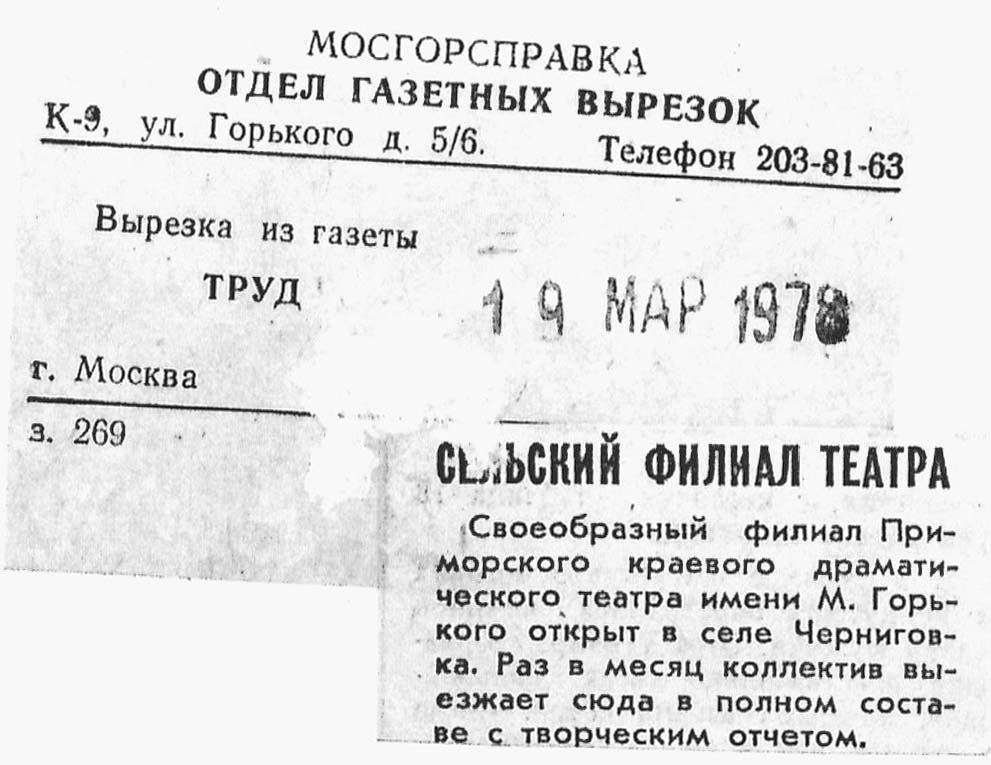 МОСГОРСПРАВКА
ОТДЕЛ ГАЗЕТНЫХ ВЫРЕЗОК
К-9, ул. Горького д. 5/6. Телефон 203-81-63
Вырезка из газеты
ТРУД
19 МАР 1978
г. Москва
з. 269
СЕЛЬСКИЙ ФИЛИАЛ ТЕАТРА
Своеобразный филиал При-
морского краевого драмати-
ческого театра имени М. Горь-
кого открыт в селе Черниговка-
ка. Раз в месяц коллектив вы-
езжает сюда в полном соста-
ве с творческим отчетом.